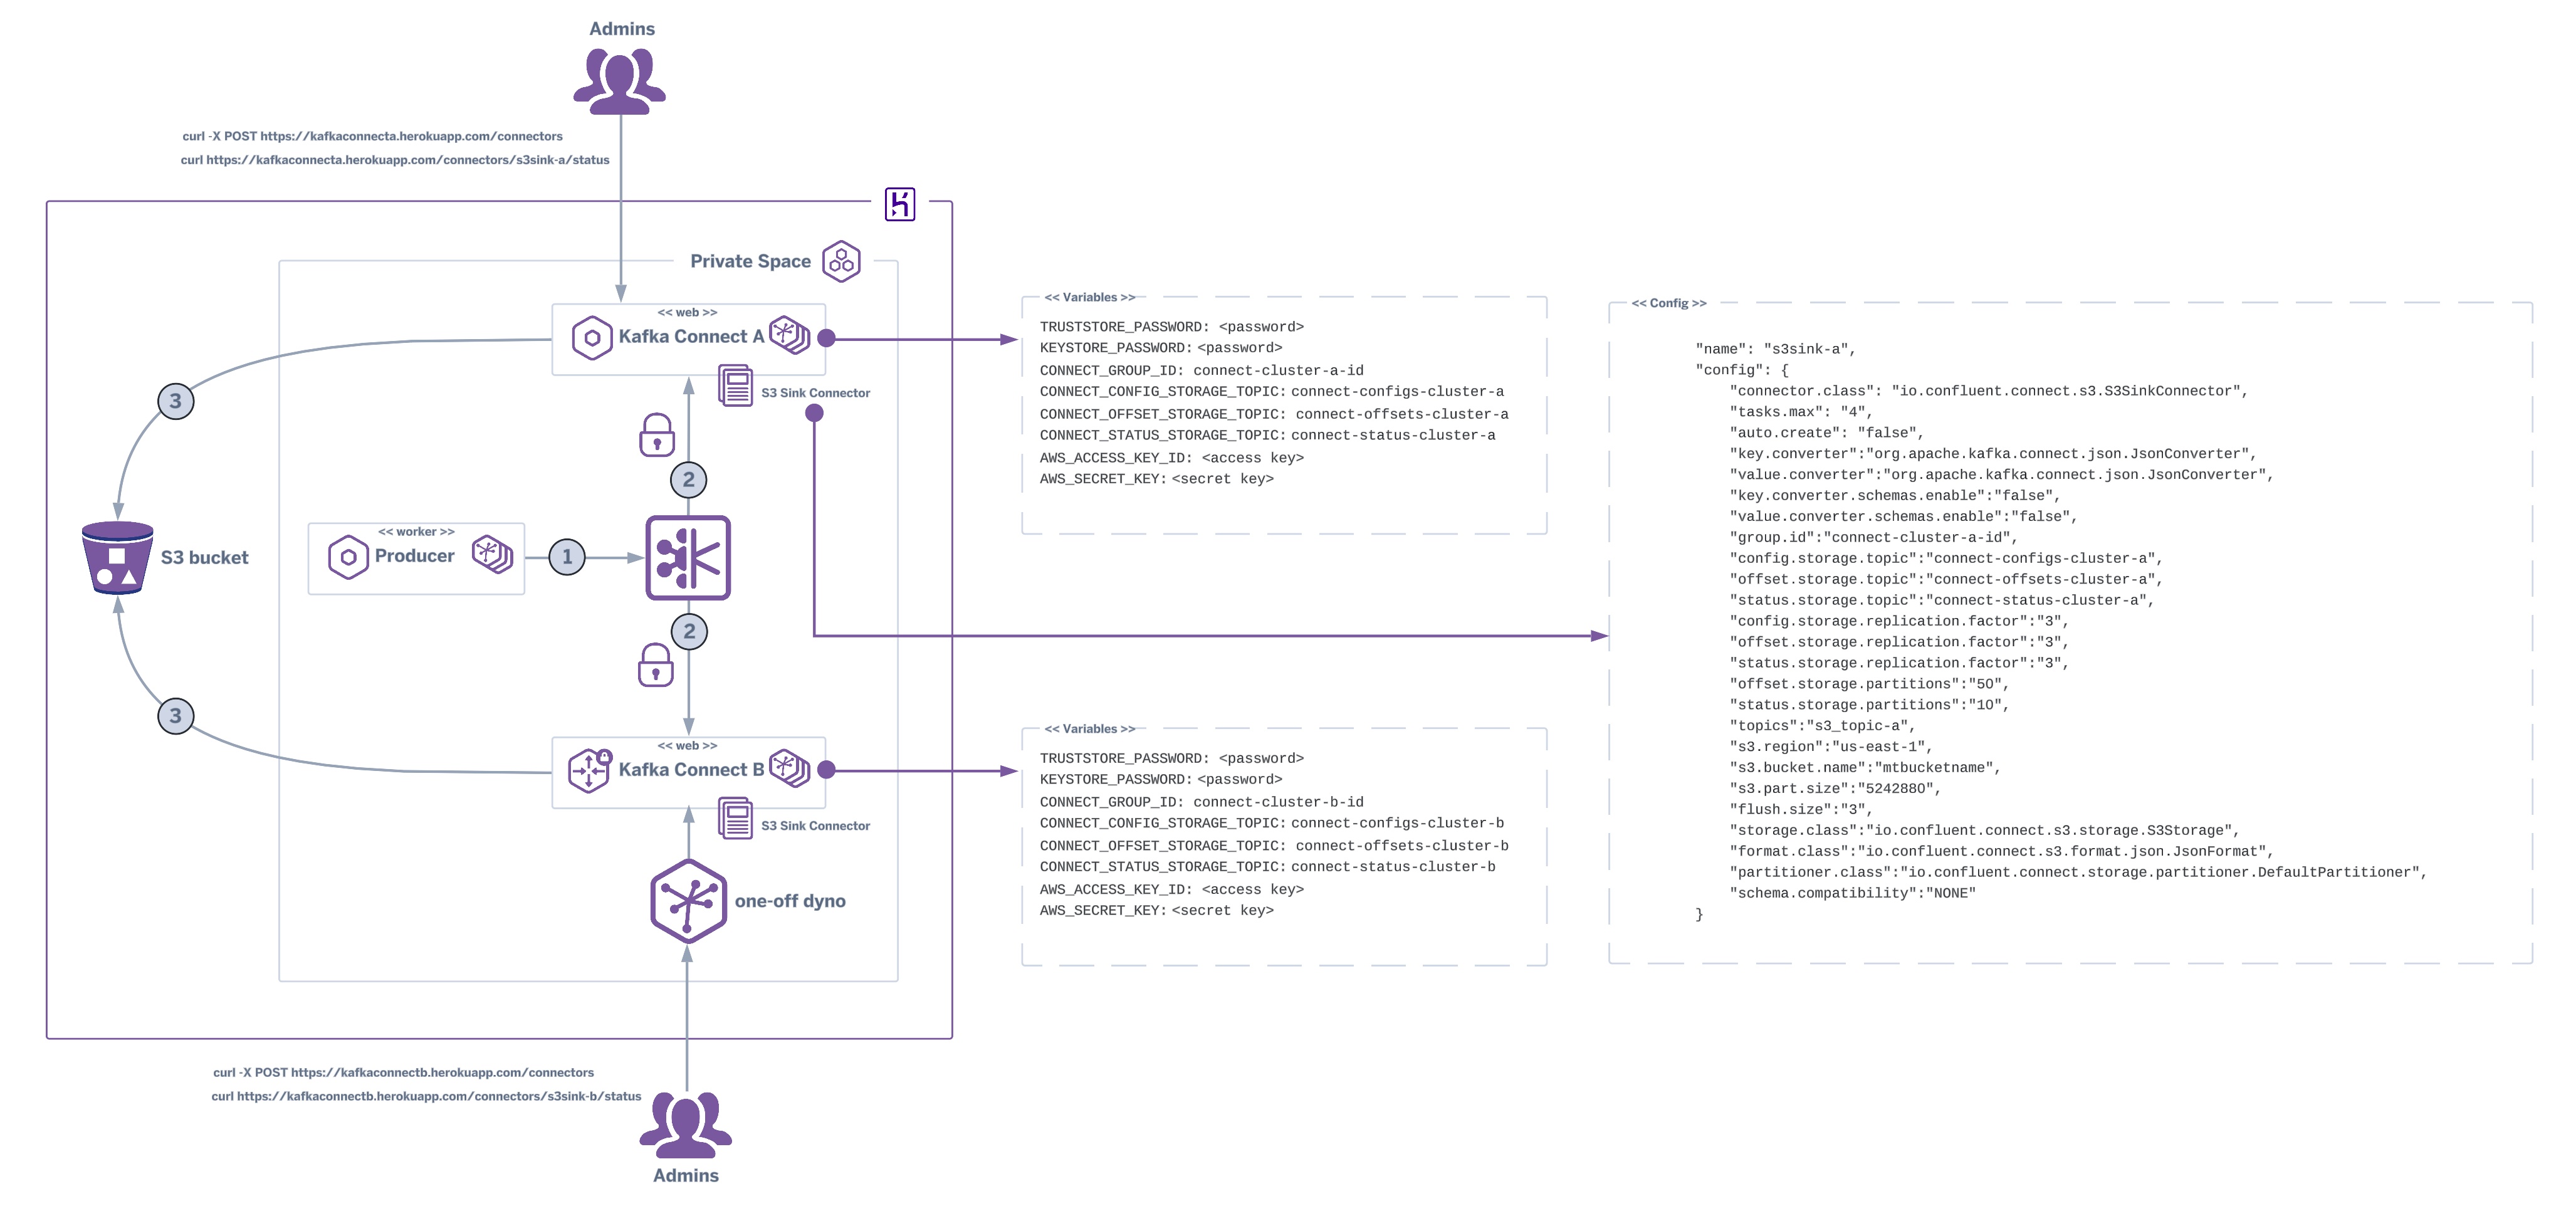 Admins
curl -X POST https://kafkaconnecta.herokuapp.com/connectors
curl https://kafkaconnecta.herokuapp.com/connectors/s3sink-a/status
Private Space
<< web >>
Kafka Connect A
S3 Sink Connector
3
2
S3 bucket
<< worker >>
Producer
1
2
3
<< web >>
Kafka Connect B
S3 Sink Connector
one-off dyno
curl -X POST https://kafkaconnectb.herokuapp.com/connectors
curl https://kafkaconnectb.herokuapp.com/connectors/s3sink-b/status
Admins
<< Variables >>
TRUSTSTORE_PASSWORD: <password>
KEYSTORE_PASSWORD: <password>
CONNECT_GROUP_ID: connect-cluster-a-id
CONNECT_CONFIG_STORAGE_TOPIC: connect-configs-cluster-a
CONNECT_OFFSET_STORAGE_TOPIC: connect-offsets-cluster-a
CONNECT_STATUS_STORAGE_TOPIC: connect-status-cluster-a
AWS_ACCESS_KEY_ID: <access key>
AWS_SECRET_KEY: <secret key>
<< Variables >>
TRUSTSTORE_PASSWORD: <password>
KEYSTORE_PASSWORD: <password>
CONNECT_GROUP_ID: connect-cluster-b-id
CONNECT_CONFIG_STORAGE_TOPIC: connect-configs-cluster-b
CONNECT_OFFSET_STORAGE_TOPIC: connect-offsets-cluster-b
CONNECT_STATUS_STORAGE_TOPIC: connect-status-cluster-b
AWS_ACCESS_KEY_ID: <access key>
AWS_SECRET_KEY: <secret key>
<< Config >>
"name": "s3sink-a",
"config": {
"connector.class": "io.confluent.connect.s3.S3SinkConnector",
"tasks.max": "4",
"auto.create": "false",
"key.converter":"org.apache.kafka.connect.json.JsonConverter",
"value.converter":"org.apache.kafka.connect.json.JsonConverter",
"key.converter.schemas.enable":"false",
"value.converter.schemas.enable":"false",
"group.id":"connect-cluster-a-id",
"config.storage.topic":"connect-configs-cluster-a",
"offset.storage.topic":"connect-offsets-cluster-a",
"status.storage.topic":"connect-status-cluster-a",
"config.storage.replication.factor":"3",
"offset.storage.replication.factor":"3",
"status.storage.replication.factor":"3",
"offset.storage.partitions":"50",
"status.storage.partitions":"10",
"topics":"s3_topic-a",
"s3.region":"us-east-1",
"s3.bucket.name":"mtbucketname",
"s3.part.size":"5242880",
"flush.size":"3",
"storage.class":"io.confluent.connect.s3.storage.S3Storage",
"format.class":"io.confluent.connect.s3.format.json.JsonFormat",
"partitioner.class":"io.confluent.connect.storage.partitioner.DefaultPartitioner",
"schema.compatibility":"NONE"
}